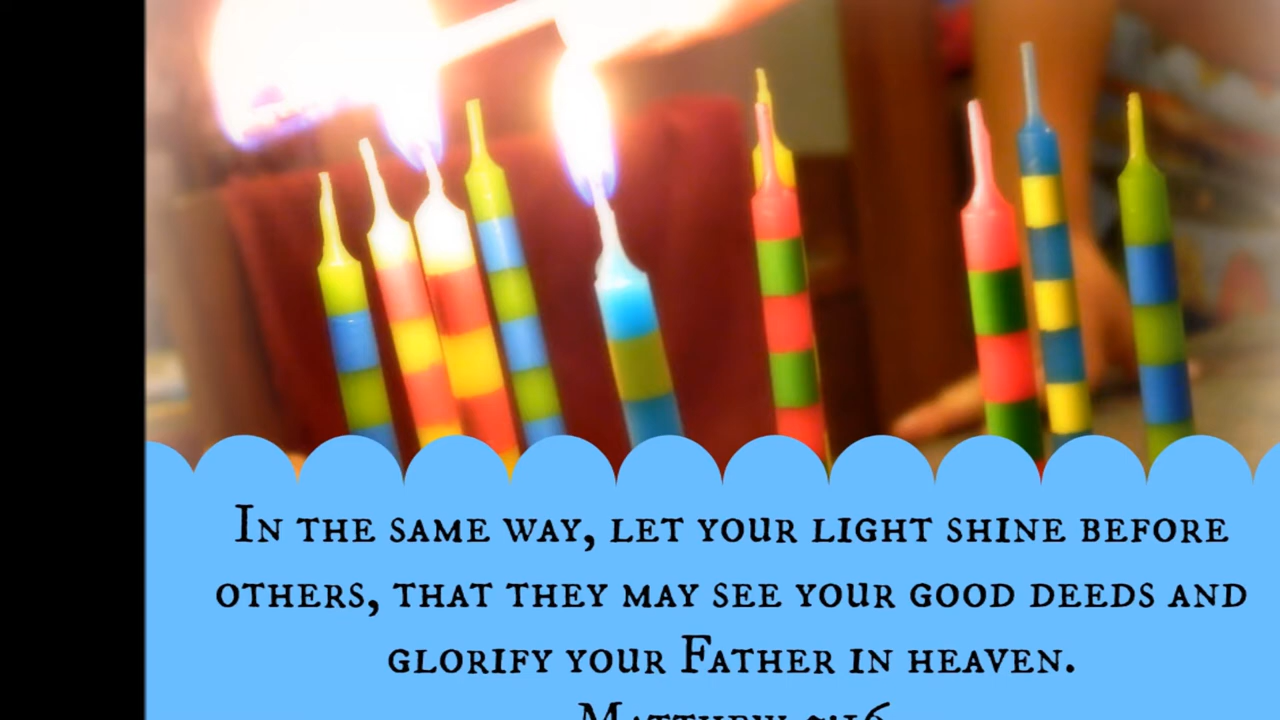 In the same way, let your light shine before
others, that they may see your good deeds and
glorify your Father in heaven.
Matthew